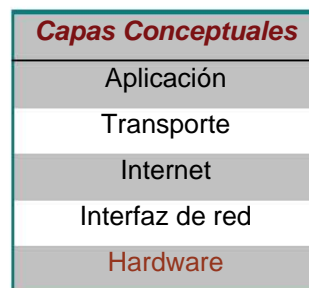 Capas Conceptuales
Aplicación
Transporte
Internet
Interfaz de red
Hardware